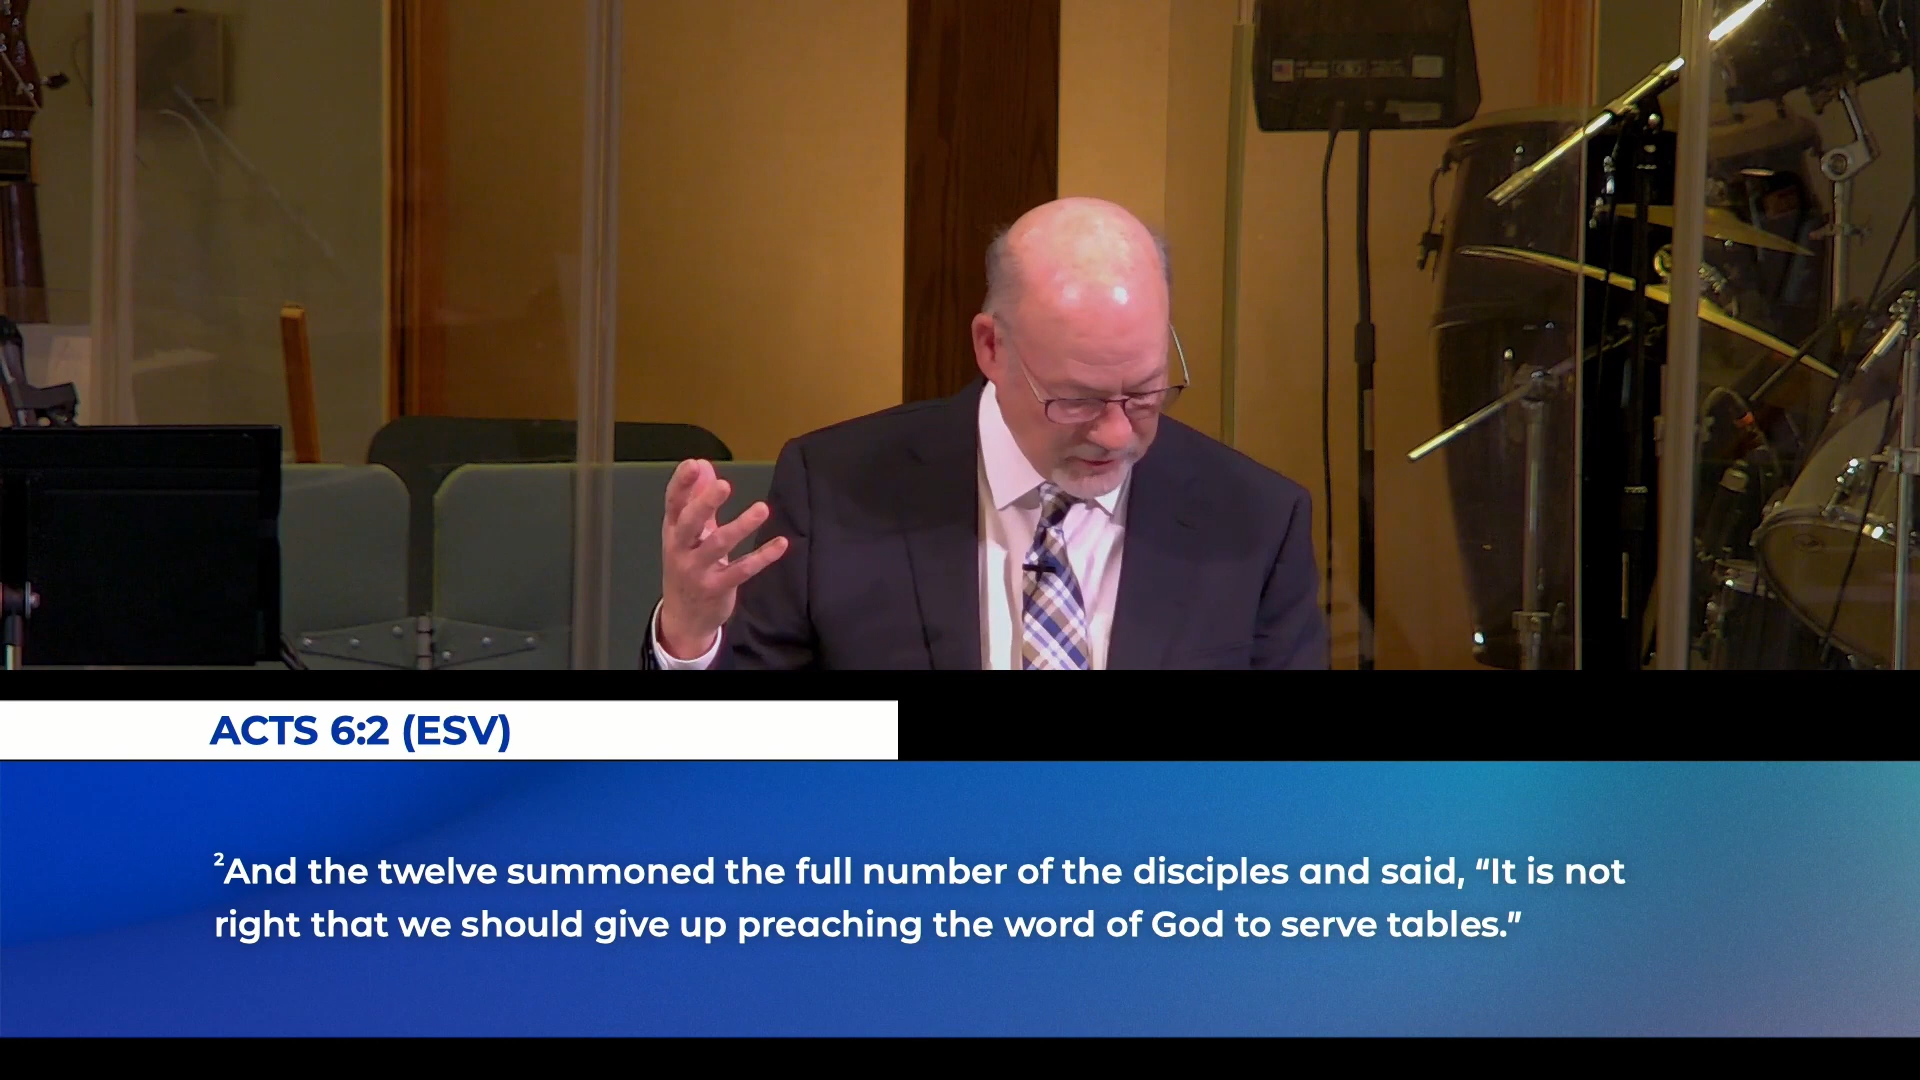 ACTS 6:2 (ESV)
²And the twelve summoned the full number of the disciples and said, “It is not
right that we should give up preaching the word of God to serve tables.”